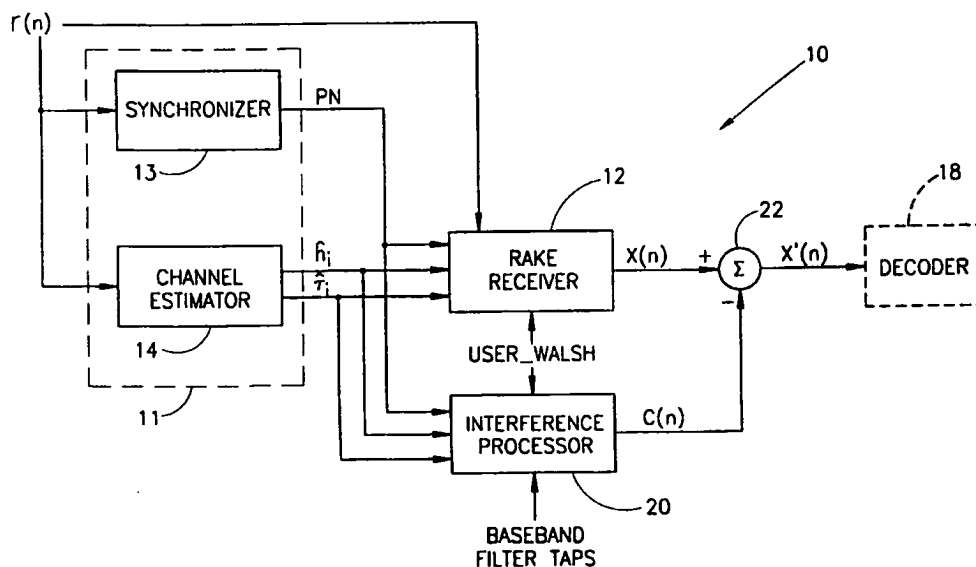 r(n)
10
SYNCHRONIZER
PN
13
12
18
22
ĥi
τ̂i
CHANNEL
ESTIMATOR
RAKE
RECEIVER
X(n)
+
Σ
X'(n)
DECODER
-
14
11
USER_WALSH
INTERFERENCE
PROCESSOR
C(n)
20
BASEBAND
FILTER TAPS